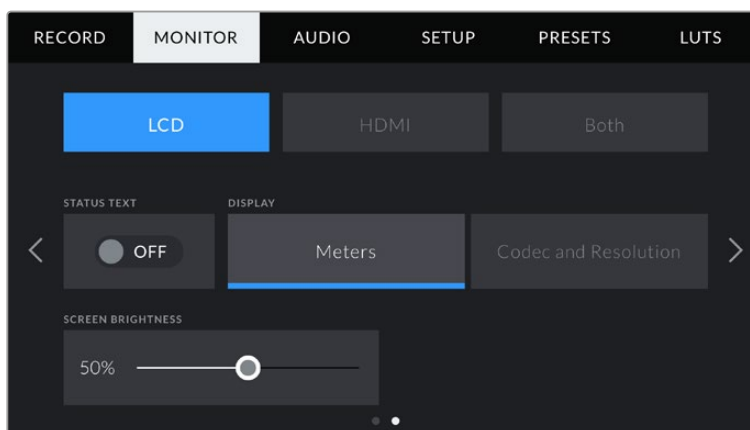 RECORD MONITOR AUDIO SETUP PRESETS LUTS
LCD HDMI Both
STATUS TEXT DISPLAY
OFF Meters Codec and Resolution
SCREEN BRIGHTNESS
50%